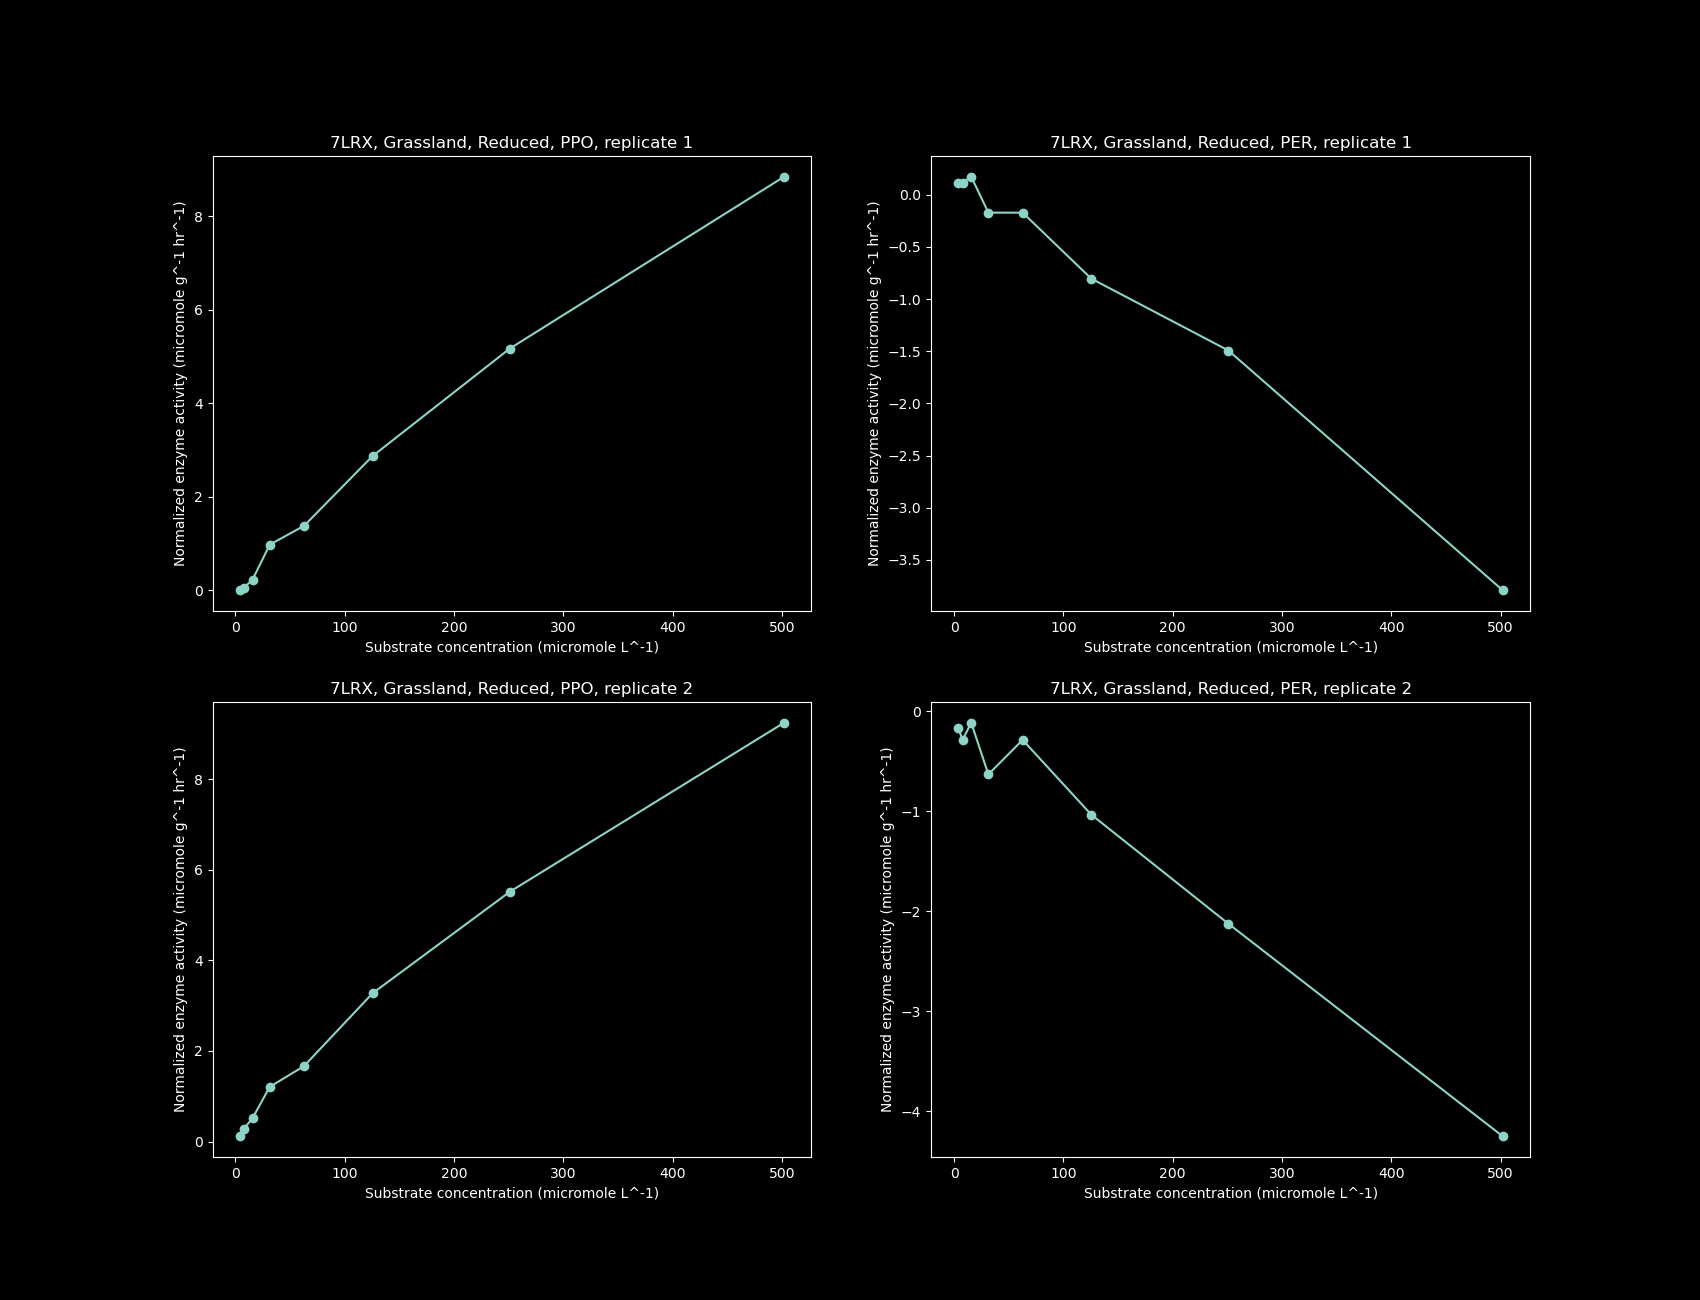 7LRX, Grassland, Reduced, PPO, replicate 1
Normalized enzyme activity (micromole g^-1 hr^-1)
8
6
4
2
0
0 100 200 300 400 500
Substrate concentration (micromole L^-1)
7LRX, Grassland, Reduced, PER, replicate 1
Normalized enzyme activity (micromole g^-1 hr^-1)
0.0
−0.5
−1.0
−1.5
−2.0
−2.5
−3.0
−3.5
0 100 200 300 400 500
Substrate concentration (micromole L^-1)
7LRX, Grassland, Reduced, PPO, replicate 2
Normalized enzyme activity (micromole g^-1 hr^-1)
8
6
4
2
0
0 100 200 300 400 500
Substrate concentration (micromole L^-1)
7LRX, Grassland, Reduced, PER, replicate 2
Normalized enzyme activity (micromole g^-1 hr^-1)
0
−1
−2
−3
−4
0 100 200 300 400 500
Substrate concentration (micromole L^-1)